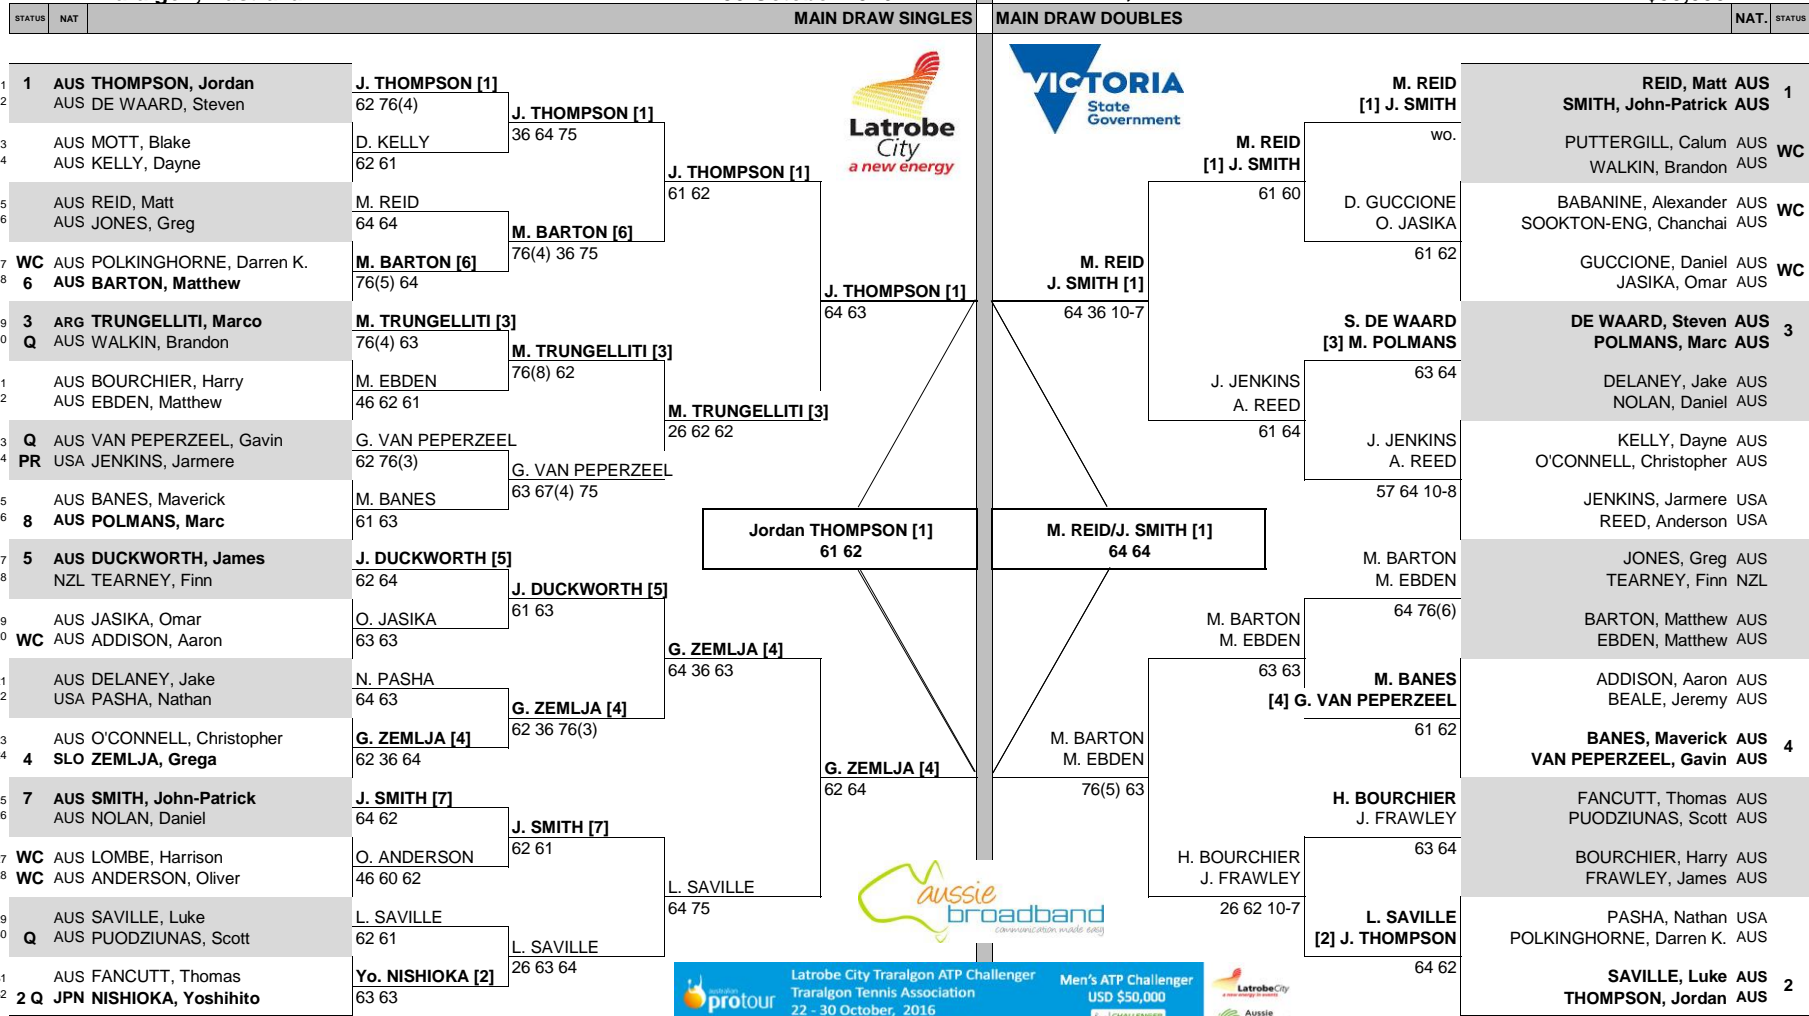 STATUS NAT MAIN DRAW SINGLES MAIN DRAW DOUBLES NAT. STATUS
1 AUS THOMPSON, Jordan
AUS DE WAARD, Steven
AUS MOTT, Blake
AUS KELLY, Dayne
AUS REID, Matt
AUS JONES, Greg
WC AUS POLKINGHORNE, Darren K.
6 AUS BARTON, Matthew
3 ARG TRUNGELLITI, Marco
Q AUS WALKIN, Brandon
AUS BOURCHIER, Harry
AUS EBDEN, Matthew
Q AUS VAN PEPERZEEL, Gavin
PR USA JENKINS, Jarmere
AUS BANES, Maverick
8 AUS POLMANS, Marc
5 AUS DUCKWORTH, James
NZL TEARNEY, Finn
AUS JASIKA, Omar
WC AUS ADDISON, Aaron
AUS DELANEY, Jake
USA PASHA, Nathan
AUS O'CONNELL, Christopher
4 SLO ZEMLJA, Grega
7 AUS SMITH, John-Patrick
AUS NOLAN, Daniel
WC AUS LOMBE, Harrison
WC AUS ANDERSON, Oliver
AUS SAVILLE, Luke
Q AUS PUODZIUNAS, Scott
AUS FANCUTT, Thomas
2 Q JPN NISHIOKA, Yoshihito
J. THOMPSON [1]
62 76(4)
D. KELLY
62 61
M. REID
64 64
M. BARTON [6]
76(5) 64
M. TRUNGELLITI [3]
76(4) 63
M. EBDEN
46 62 61
G. VAN PEPERZEEL
62 76(3)
M. BANES
61 63
J. DUCKWORTH [5]
62 64
O. JASIKA
63 63
N. PASHA
64 63
G. ZEMLJA [4]
62 36 64
J. SMITH [7]
64 62
O. ANDERSON
46 60 62
L. SAVILLE
62 61
Yo. NISHIOKA [2]
63 63
J. THOMPSON [1]
36 64 75
M. BARTON [6]
76(4) 36 75
M. TRUNGELLITI [3]
76(8) 62
G. VAN PEPERZEEL
63 67(4) 75
J. DUCKWORTH [5]
61 63
G. ZEMLJA [4]
62 36 76(3)
J. SMITH [7]
62 61
L. SAVILLE
26 63 64
J. THOMPSON [1]
61 62
M. TRUNGELLITI [3]
26 62 62
G. ZEMLJA [4]
64 36 63
L. SAVILLE
64 75
J. THOMPSON [1]
64 63
G. ZEMLJA [4]
62 64
Jordan THOMPSON [1]
61 62
Latrobe
City
a new energy
VICTORIA
State
Government
M. REID/J. SMITH [1]
64 64
M. REID
J. SMITH [1]
64 36 10-7
M. BARTON
M. EBDEN
76(5) 63
M. REID
[1] J. SMITH
61 60
J. JENKINS
A. REED
61 64
M. BARTON
M. EBDEN
63 63
H. BOURCHIER
J. FRAWLEY
26 62 10-7
M. REID
[1] J. SMITH
wo.
D. GUCCIONE
O. JASIKA
61 62
S. DE WAARD
[3] M. POLMANS
63 64
J. JENKINS
A. REED
57 64 10-8
M. BARTON
M. EBDEN
64 76(6)
M. BANES
[4] G. VAN PEPERZEEL
61 62
H. BOURCHIER
J. FRAWLEY
63 64
L. SAVILLE
[2] J. THOMPSON
64 62
REID, Matt AUS 1
SMITH, John-Patrick AUS
PUTTERGILL, Calum AUS WC
WALKIN, Brandon AUS
BABANINE, Alexander AUS WC
SOOKTON-ENG, Chanchai AUS
GUCCIONE, Daniel AUS WC
JASIKA, Omar AUS
DE WAARD, Steven AUS 3
POLMANS, Marc AUS
DELANEY, Jake AUS
NOLAN, Daniel AUS
KELLY, Dayne AUS
O'CONNELL, Christopher AUS
JENKINS, Jarmere USA
REED, Anderson USA
JONES, Greg AUS
TEARNEY, Finn NZL
BARTON, Matthew AUS
EBDEN, Matthew AUS
ADDISON, Aaron AUS
BEALE, Jeremy AUS
BANES, Maverick AUS 4
VAN PEPERZEEL, Gavin AUS
FANCUTT, Thomas AUS
PUODZIUNAS, Scott AUS
BOURCHIER, Harry AUS
FRAWLEY, James AUS
PASHA, Nathan USA
POLKINGHORNE, Darren K. AUS
SAVILLE, Luke AUS 2
THOMPSON, Jordan AUS
aussie
broadband
communication made easy
australian
protour
Latrobe City Traralgon ATP Challenger
Traralgon Tennis Association
22 - 30 October, 2016
Men's ATP Challenger
USD $50,000
LatrobeCity
Aussie